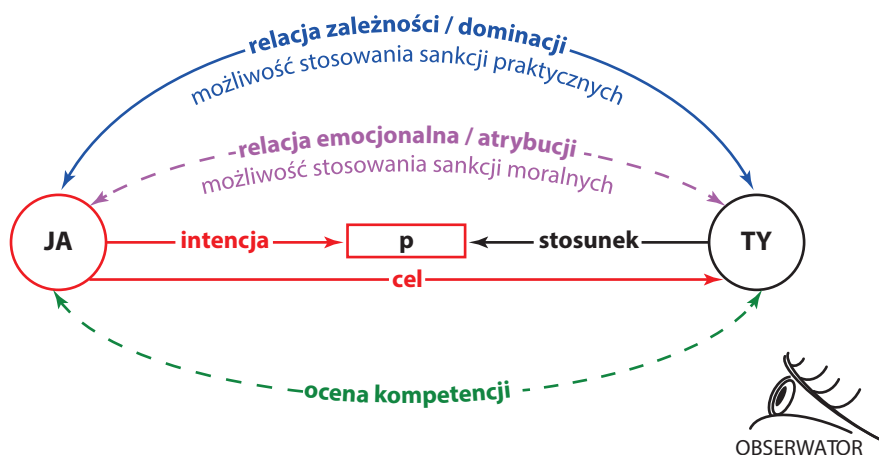 relacja zależności / dominacji
możliwość stosowania sankcji praktycznych
relacja emocjonalna / atrybucji
możliwość stosowania sankcji moralnych
JA intencja p stosunek TY
cel
ocena kompetencji
OBSERWATOR